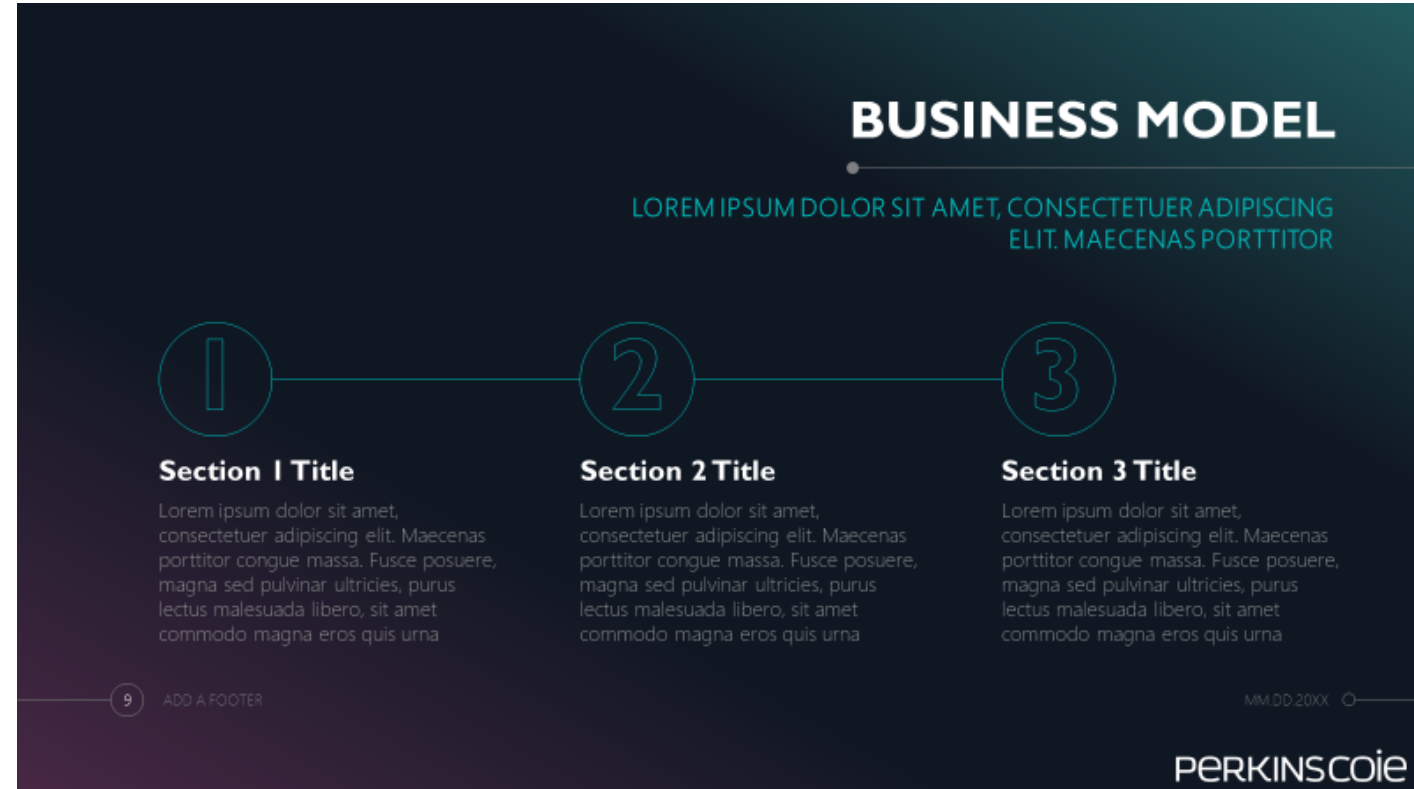 BUSINESS MODEL
LOREM IPSUM DOLOR SIT AMET, CONSECTETUER ADIPISCING
ELIT. MAECENAS PORTTITOR
1
2
3
Section 1 Title
Lorem ipsum dolor sit amet,
consectetuer adipiscing elit. Maecenas
porttitor congue massa. Fusce posuere,
magna sed pulvinar ultricies, purus
lectus malesuada libero, sit amet
commodo magna eros quis urna
Section 2 Title
Lorem ipsum dolor sit amet,
consectetuer adipiscing elit. Maecenas
porttitor congue massa. Fusce posuere,
magna sed pulvinar ultricies, purus
lectus malesuada libero, sit amet
commodo magna eros quis urna
Section 3 Title
Lorem ipsum dolor sit amet,
consectetuer adipiscing elit. Maecenas
porttitor congue massa. Fusce posuere,
magna sed pulvinar ultricies, purus
lectus malesuada libero, sit amet
commodo magna eros quis urna
9 ADD A FOOTER
MM.DD.20XX
PERKINSCOIE